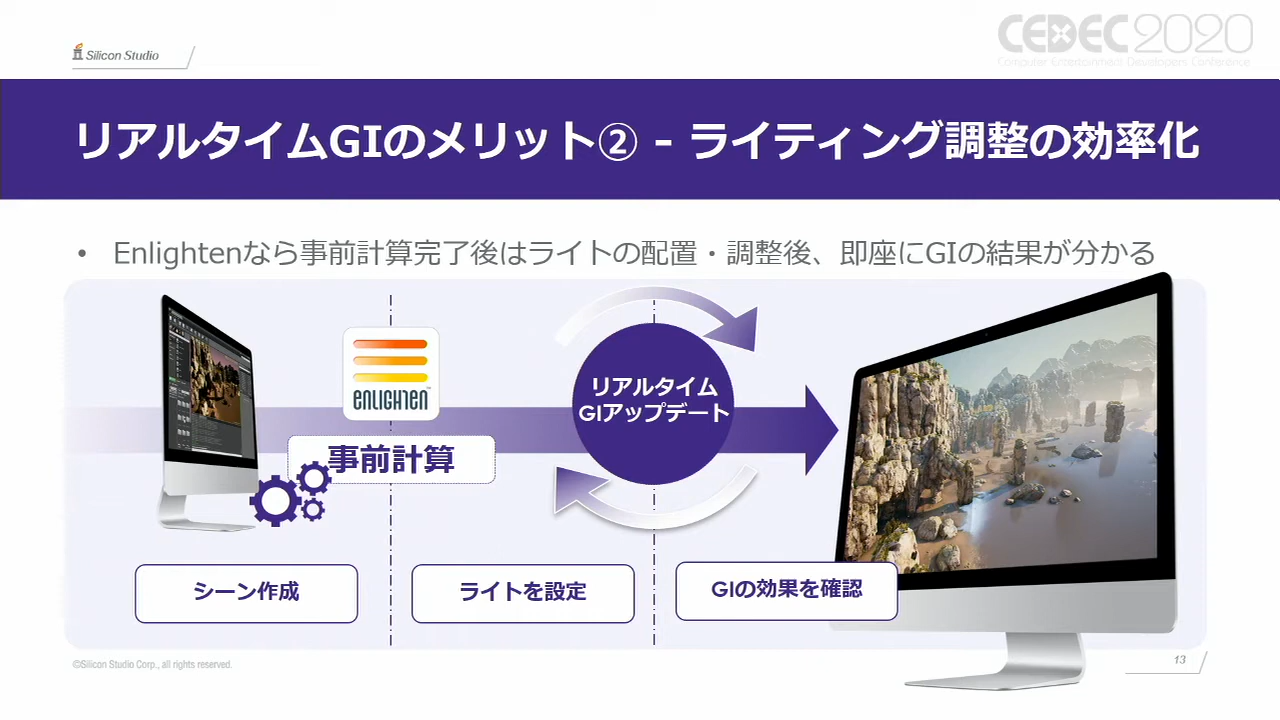 Silicon Studio
CEDEC2020
Computer Entertainment Developers Conference
リアルタイムGIのメリット② - ライティング調整の効率化
• Enlightenなら事前計算完了後はライトの配置・調整後、即座にGIの結果が分かる
ENLIGHTEN
リアルタイム
GIアップデート
事前計算
シーン作成
ライトを設定
GIの効果を確認
©Silicon Studio Corp., all rights reserved.
13